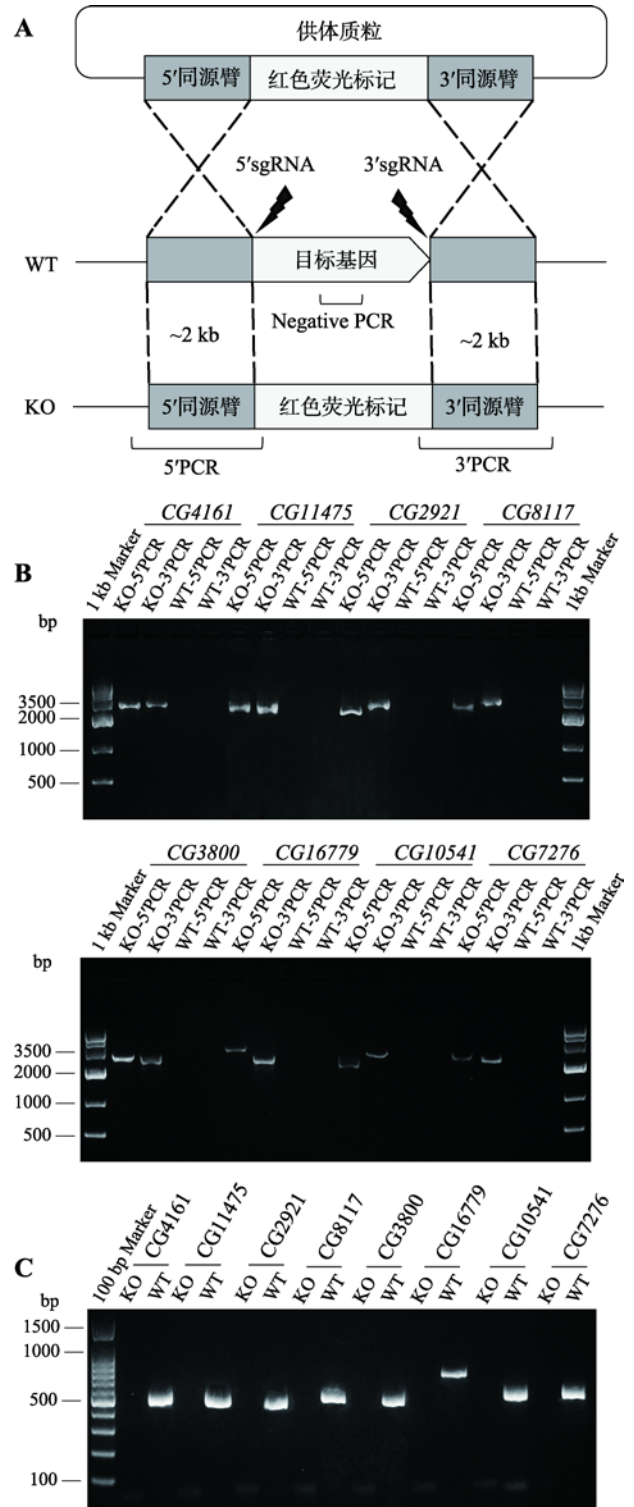 A
供体质粒
5′同源臂 红色荧光标记 3′同源臂
5′sgRNA 3′sgRNA
WT 目标基因
Negative PCR
~2 kb ~2 kb
KO 5′同源臂 红色荧光标记 3′同源臂
5′PCR 3′PCR
B
CG4161 CG11475 CG2921 CG8117
1 kb Marker KO-5′PCR KO-3′PCR WT-5′PCR WT-3′PCR KO-5′PCR KO-3′PCR WT-5′PCR WT-3′PCR KO-5′PCR KO-3′PCR WT-5′PCR WT-3′PCR KO-5′PCR KO-3′PCR WT-5′PCR WT-3′PCR 1kb Marker
bp
3500
2000
1000
500
CG3800 CG16779 CG10541 CG7276
1 kb Marker KO-5′PCR KO-3′PCR WT-5′PCR WT-3′PCR KO-5′PCR KO-3′PCR WT-5′PCR WT-3′PCR KO-5′PCR KO-3′PCR WT-5′PCR WT-3′PCR KO-5′PCR KO-3′PCR WT-5′PCR WT-3′PCR 1kb Marker
bp
3500
2000
1000
500
C
CG4161 CG11475 CG2921 CG8117 CG3800 CG16779 CG10541 CG7276
100 bp Marker KO WT KO WT KO WT KO WT KO WT KO WT KO WT KO WT
bp
1500
1000
500
100